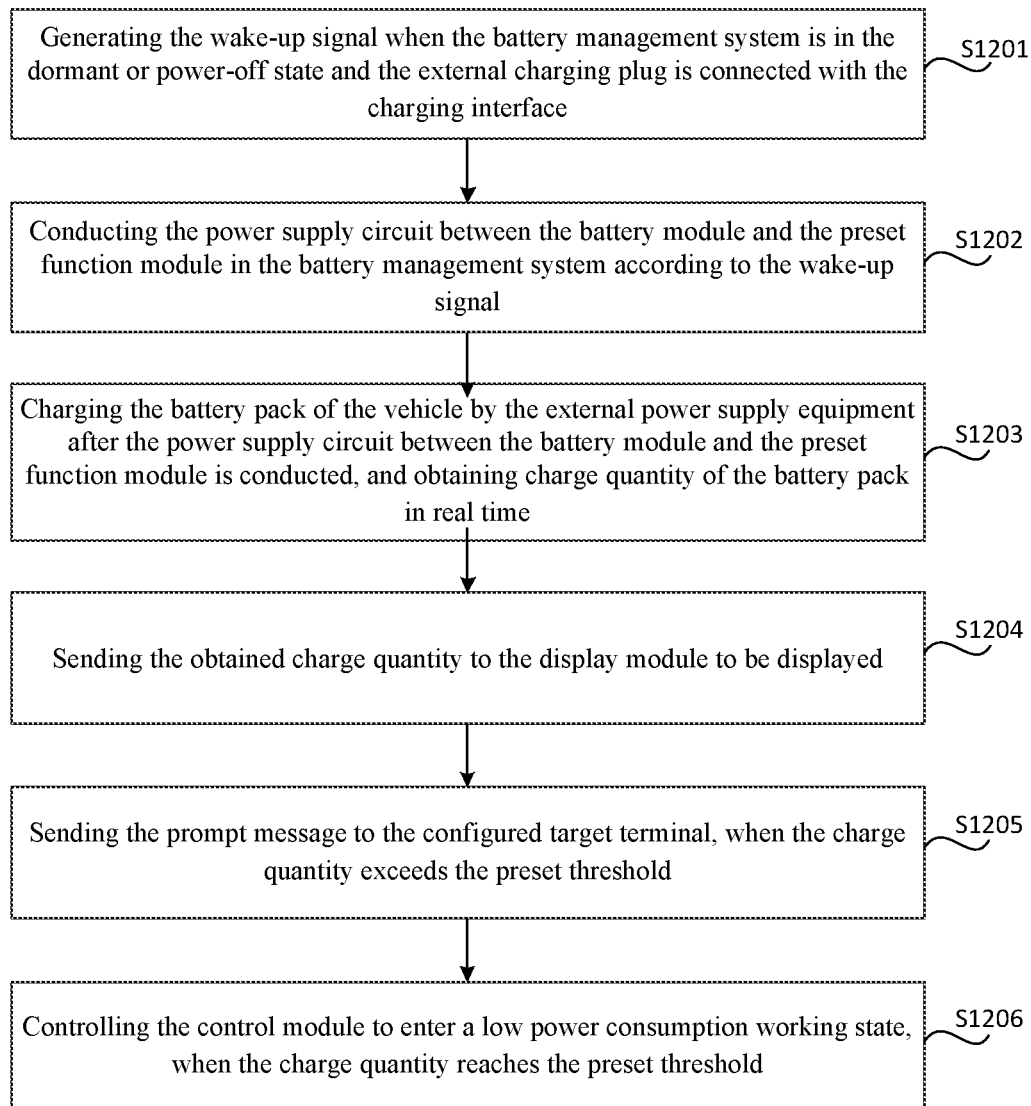 Generating the wake-up signal when the battery management system is in the
dormant or power-off state and the external charging plug is connected with the
charging interface
S1201
Conducting the power supply circuit between the battery module and the preset
function module in the battery management system according to the wake-up
signal
S1202
Charging the battery pack of the vehicle by the external power supply equipment
after the power supply circuit between the battery module and the preset
function module is conducted, and obtaining charge quantity of the battery pack
in real time
S1203
Sending the obtained charge quantity to the display module to be displayed
S1204
Sending the prompt message to the configured target terminal, when the charge
quantity exceeds the preset threshold
S1205
Controlling the control module to enter a low power consumption working state,
when the charge quantity reaches the preset threshold
S1206